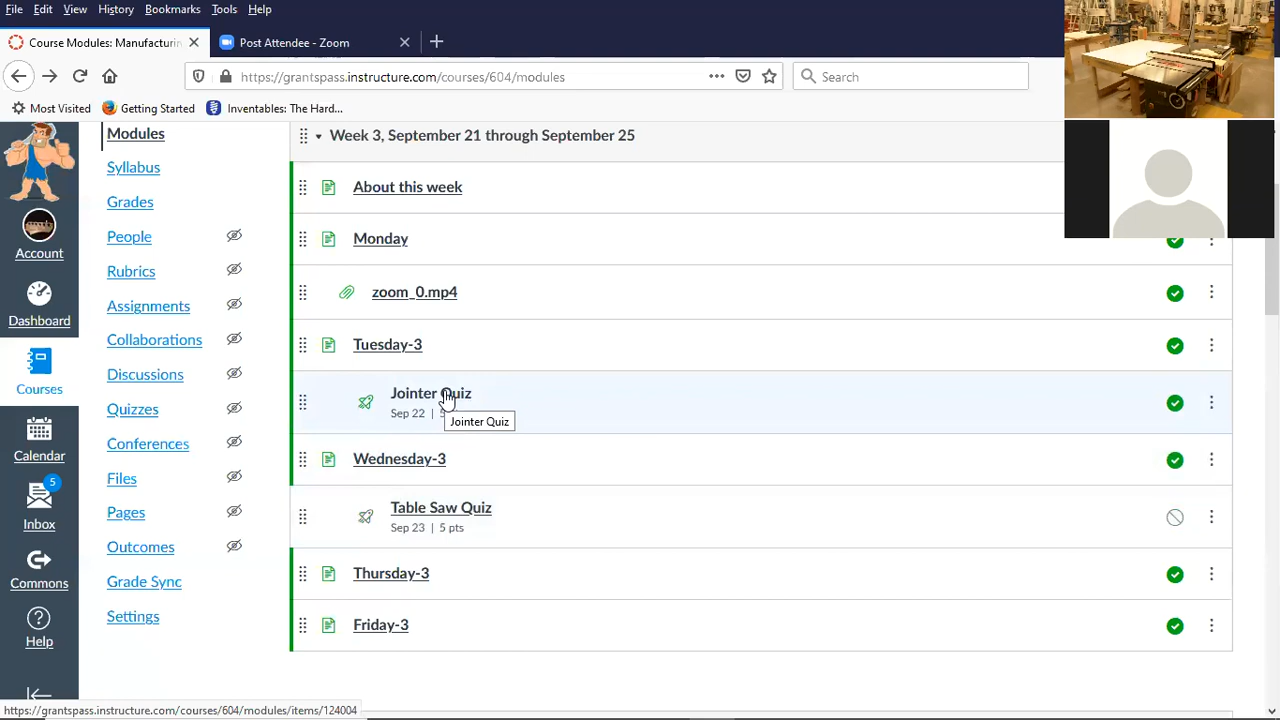 File Edit View History Bookmarks Tools Help
Course Modules: Manufacturin
Post Attendee - Zoom
https://grantspass.instructure.com/courses/604/modules
Search
Most Visited
Getting Started
Inventables: The Hard...
Account
Dashboard
Courses
Calendar
5
Inbox
Commons
Help
Modules
Syllabus
Grades
People
Rubrics
Assignments
Collaborations
Discussions
Quizzes
Conferences
Files
Pages
Outcomes
Grade Sync
Settings
Week 3, September 21 through September 25
About this week
Monday
zoom_0.mp4
Tuesday-3
Jointer Quiz
Sep 22 |
Jointer Quiz
Wednesday-3
Table Saw Quiz
Sep 23 | 5 pts
Thursday-3
Friday-3
https://grantspass.instructure.com/courses/604/modules/items/124004